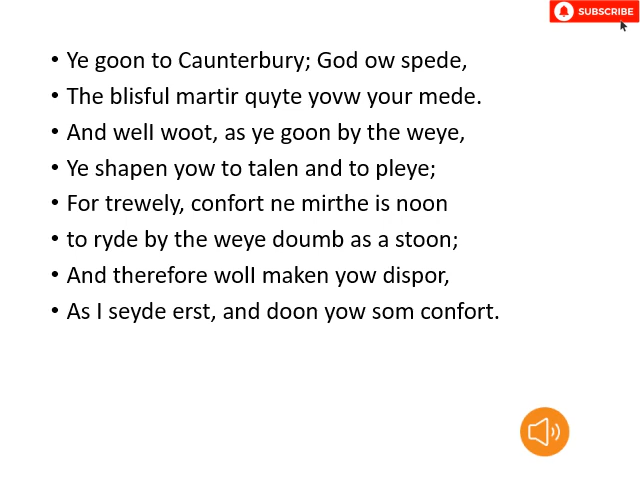 SUBSCRIBE
• Ye goon to Caunterbury; God ow spede,
• The blisful martir quyte yovw your mede.
• And well woot, as ye goon by the weye,
• Ye shapen yow to talen and to pleye;
• For trewely, confort ne mirthe is noon
• to ryde by the weye doumb as a stoon;
• And therefore woll maken yow dispor,
• As I seyde erst, and doon yow som confort.